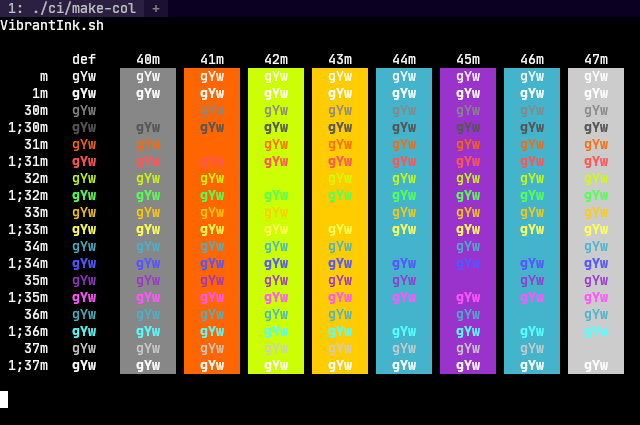 1: ./ci/make-col +
VibrantInk.sh
def 40m 41m 42m 43m 44m 45m 46m 47m
m gYw gYw gYw gYw gYw gYw gYw gYw gYw
1m gYw gYw gYw gYw gYw gYw gYw gYw gYw
30m gYw gYw gYw gYw gYw gYw gYw gYw
1;30m gYw gYw gYw gYw gYw gYw gYw gYw gYw
31m gYw gYw gYw gYw gYw gYw gYw gYw
1;31m gYw gYw gYw gYw gYw gYw gYw gYw gYw
32m gYw gYw gYw gYw gYw gYw gYw gYw
1;32m gYw gYw gYw gYw gYw gYw gYw gYw gYw
33m gYw gYw gYw gYw gYw gYw gYw gYw
1;33m gYw gYw gYw gYw gYw gYw gYw gYw gYw
34m gYw gYw gYw gYw gYw gYw gYw
1;34m gYw gYw gYw gYw gYw gYw gYw gYw gYw
35m gYw gYw gYw gYw gYw gYw gYw gYw
1;35m gYw gYw gYw gYw gYw gYw gYw gYw gYw
36m gYw gYw gYw gYw gYw gYw gYw
1;36m gYw gYw gYw gYw gYw gYw gYw gYw gYw
37m gYw gYw gYw gYw gYw gYw gYw gYw
1;37m gYw gYw gYw gYw gYw gYw gYw gYw gYw